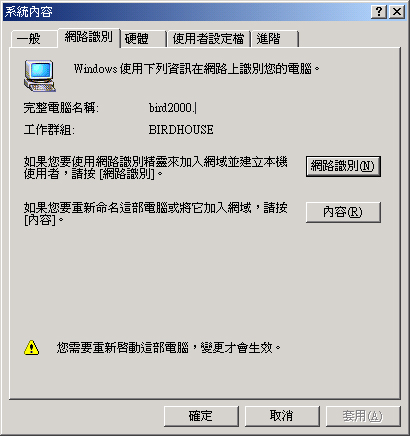 系統內容
一般 網路識別 硬體 使用者設定檔 進階
Windows 使用下列資訊在網路上識別您的電腦。
完整電腦名稱: bird2000.
工作群組: BIRDHOUSE
如果您要使用網路識別精靈來加入網域並建立本機
使用者，請按 [網路識別]。
網路識別(N)
如果您要重新命名這部電腦或將它加入網域，請按
[內容]。
內容(R)
您需要重新啟動這部電腦，變更才會生效。
確定 取消 套用(A)